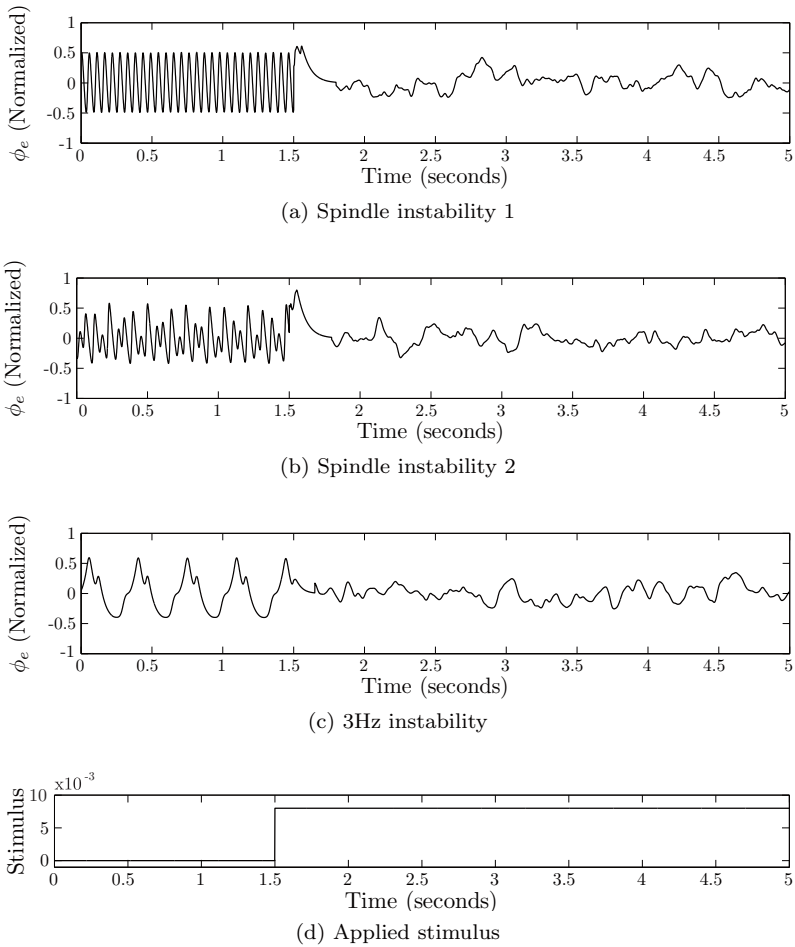 1
0.5
0
-0.5
-1
ϕe (Normalized)
0 0.5 1 1.5 2 2.5 3 3.5 4 4.5 5
Time (seconds)
(a) Spindle instability 1
1
0.5
0
-0.5
-1
ϕe (Normalized)
0 0.5 1 1.5 2 2.5 3 3.5 4 4.5 5
Time (seconds)
(b) Spindle instability 2
1
0.5
0
-0.5
-1
ϕe (Normalized)
0 0.5 1 1.5 2 2.5 3 3.5 4 4.5 5
Time (seconds)
(c) 3Hz instability
x10-3
10
5
0
Stimulus
0 0.5 1 1.5 2 2.5 3 3.5 4 4.5 5
Time (seconds)
(d) Applied stimulus